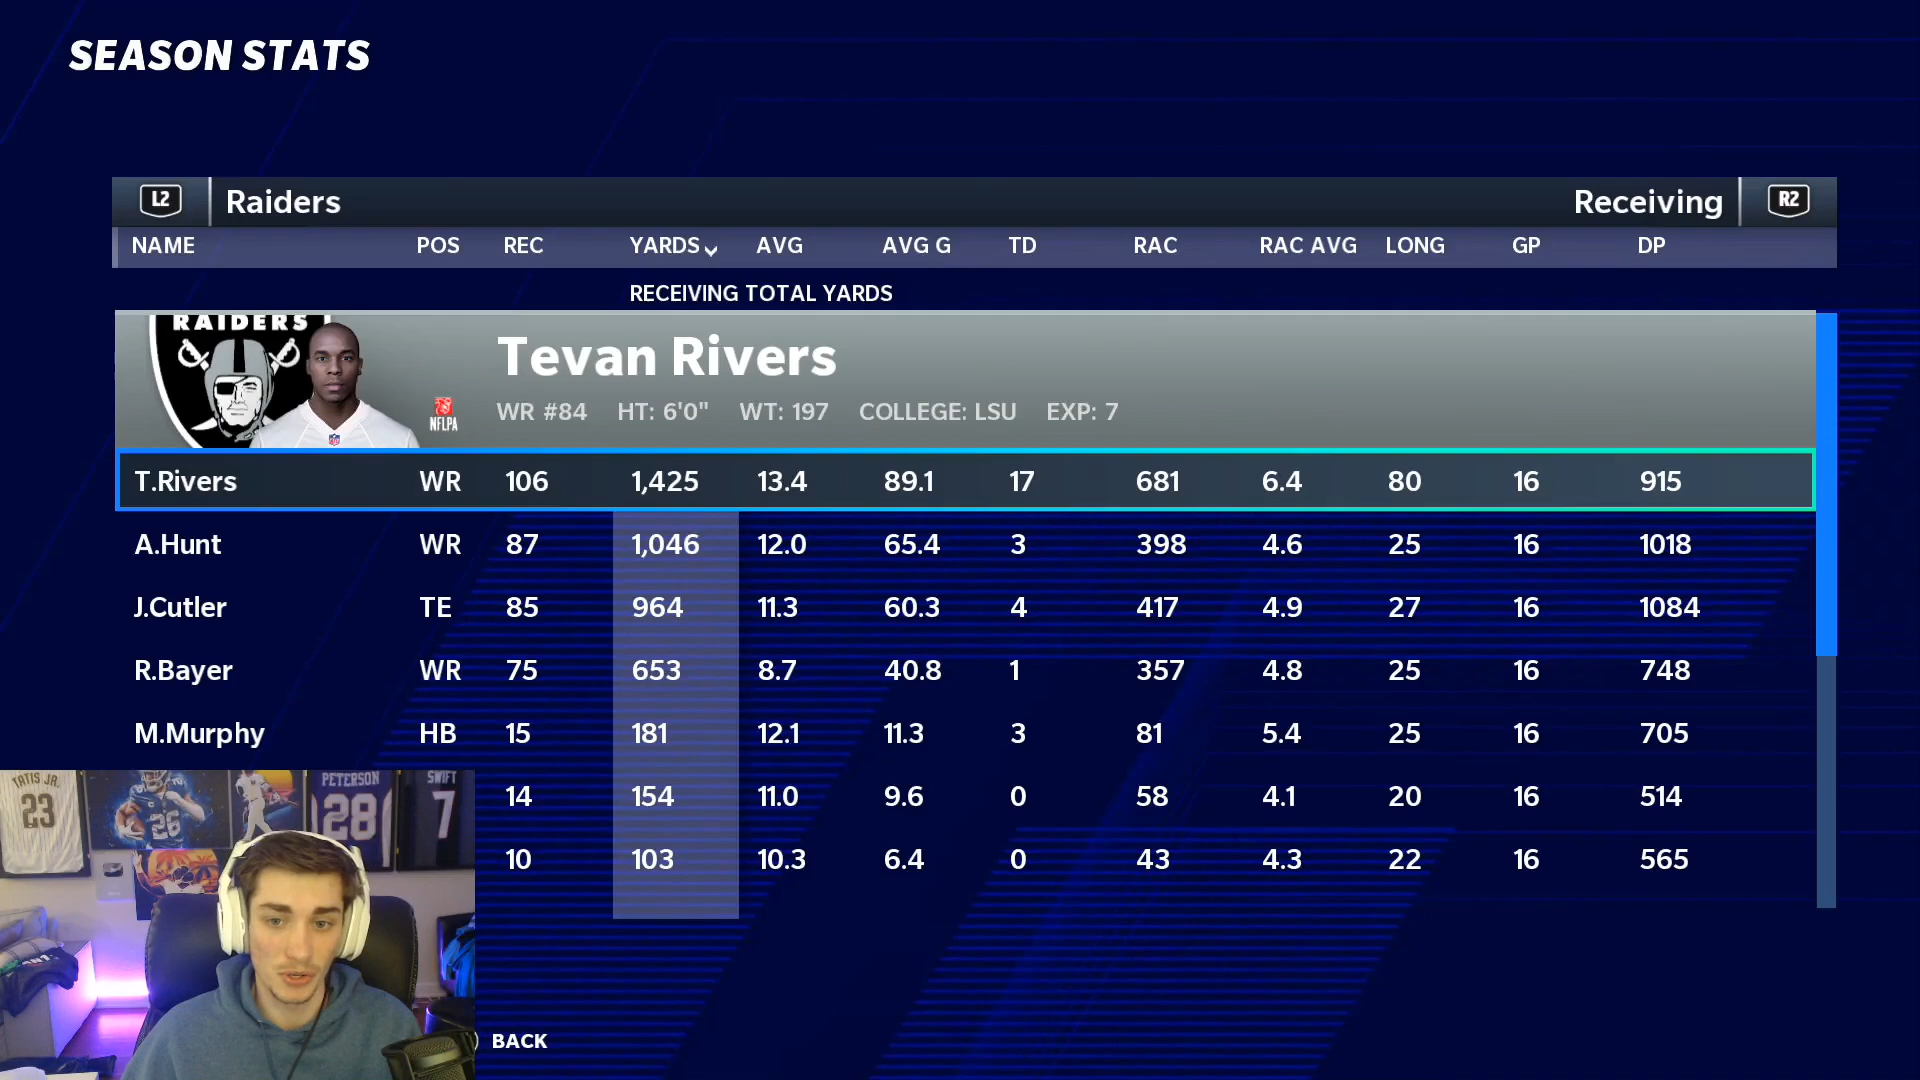 SEASON STATS
L2 Raiders Receiving R2
NAME POS REC YARDS AVG AVG G TD RAC RAC AVG LONG GP DP
RECEIVING TOTAL YARDS
RAIDERS
Tevan Rivers
NFLPA
WR #84 HT: 6'0" WT: 197 COLLEGE: LSU EXP: 7
T.Rivers WR 106 1,425 13.4 89.1 17 681 6.4 80 16 915
A.Hunt WR 87 1,046 12.0 65.4 3 398 4.6 25 16 1018
J.Cutler TE 85 964 11.3 60.3 4 417 4.9 27 16 1084
R.Bayer WR 75 653 8.7 40.8 1 357 4.8 25 16 748
M.Murphy HB 15 181 12.1 11.3 3 81 5.4 25 16 705
14 154 11.0 9.6 0 58 4.1 20 16 514
10 103 10.3 6.4 0 43 4.3 22 16 565
TATIS JR.
23
26
PETERSON
28
SWIFT
7
BACK